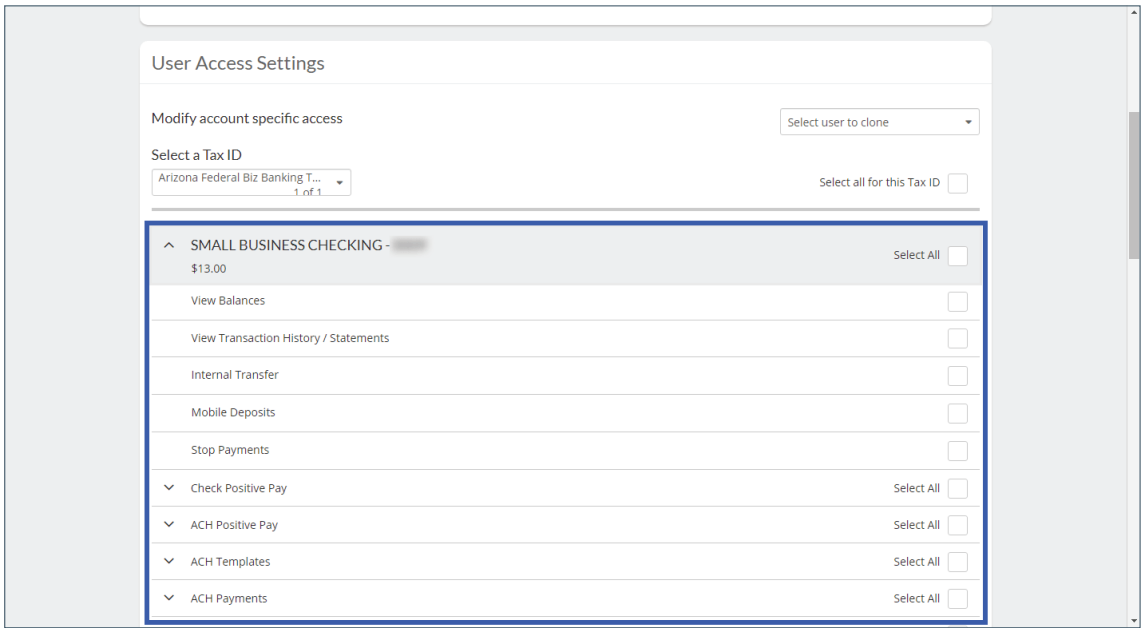 User Access Settings
Modify account specific access
Select user to clone
Select a Tax ID
Arizona Federal Biz Banking T...
1 of 1
Select all for this Tax ID
SMALL BUSINESS CHECKING -
$13.00
Select All
View Balances
View Transaction History / Statements
Internal Transfer
Mobile Deposits
Stop Payments
Check Positive Pay
Select All
ACH Positive Pay
Select All
ACH Templates
Select All
ACH Payments
Select All